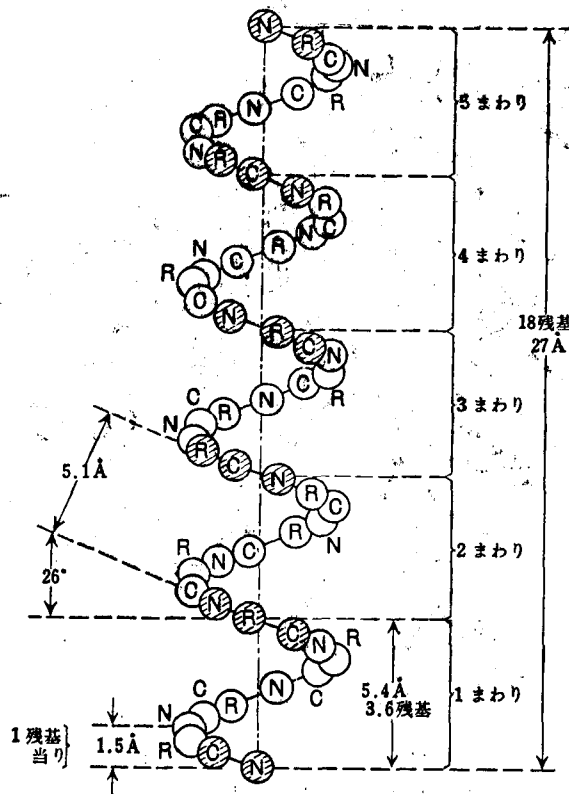 N
R C N
N C R 5まわり
C R
N R C N
R
N C R N C 4まわり
R
C N R C N 18残基
27Å
C R N C R 3まわり
N R C N
5.1Å
R
C
R N C R N 2まわり
26°
C N R C N R
5.4Å 1まわり
3.6残基
N C R N C
1残基
当り 1.5Å
R C N